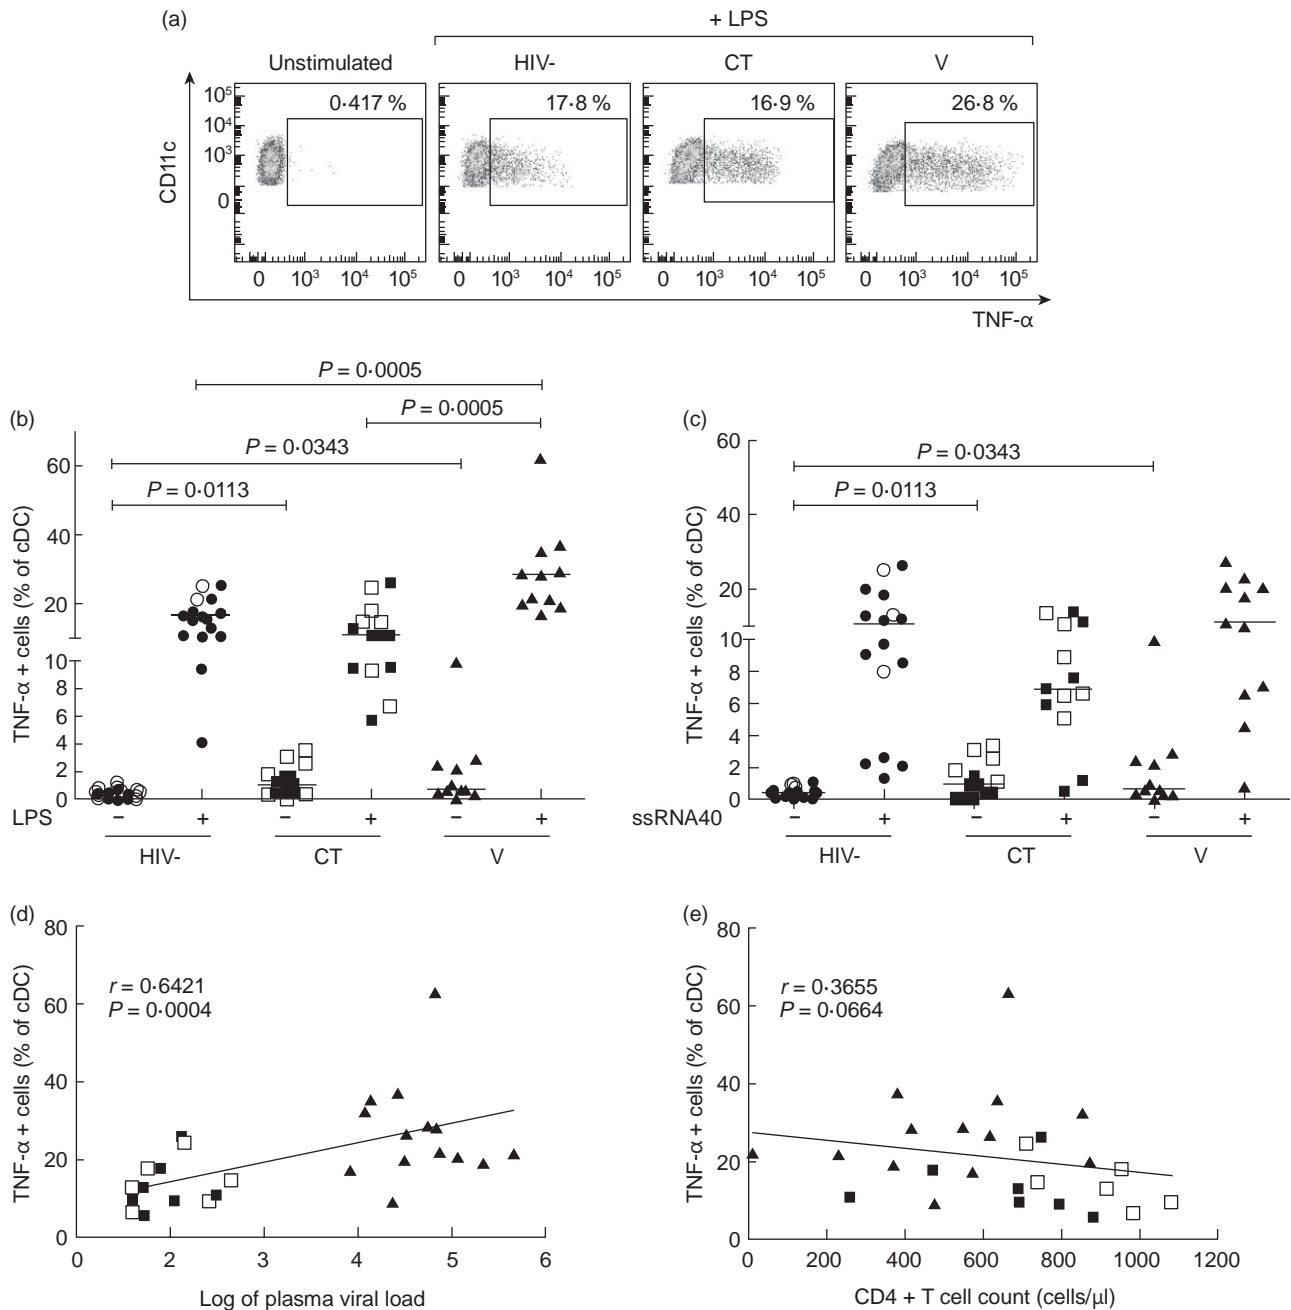 (a)
+ LPS
Unstimulated HIV- CT V
0·417 % 17·8 % 16·9 % 26·8 %
10⁵
10⁴
10³
0
CD11c
0 10³ 10⁴ 10⁵ 0 10³ 10⁴ 10⁵ 0 10³ 10⁴ 10⁵ 0 10³ 10⁴ 10⁵
TNF-α
(b)
P = 0·0005
P = 0·0005
P = 0·0343
P = 0·0113
TNF-α + cells (% of cDC)
60
40
20
10
8
6
4
2
0
LPS − + − + − +
HIV- CT V
(c)
P = 0·0343
P = 0·0113
TNF-α + cells (% of cDC)
60
40
20
10
8
6
4
2
0
ssRNA40 − + − + − +
HIV- CT V
(d)
r = 0·6421
P = 0·0004
TNF-α + cells (% of cDC)
80
60
40
20
0
0 1 2 3 4 5 6
Log of plasma viral load
(e)
r = 0·3655
P = 0·0664
TNF-α + cells (% of cDC)
80
60
40
20
0
0 200 400 600 800 1000 1200
CD4 + T cell count (cells/µl)